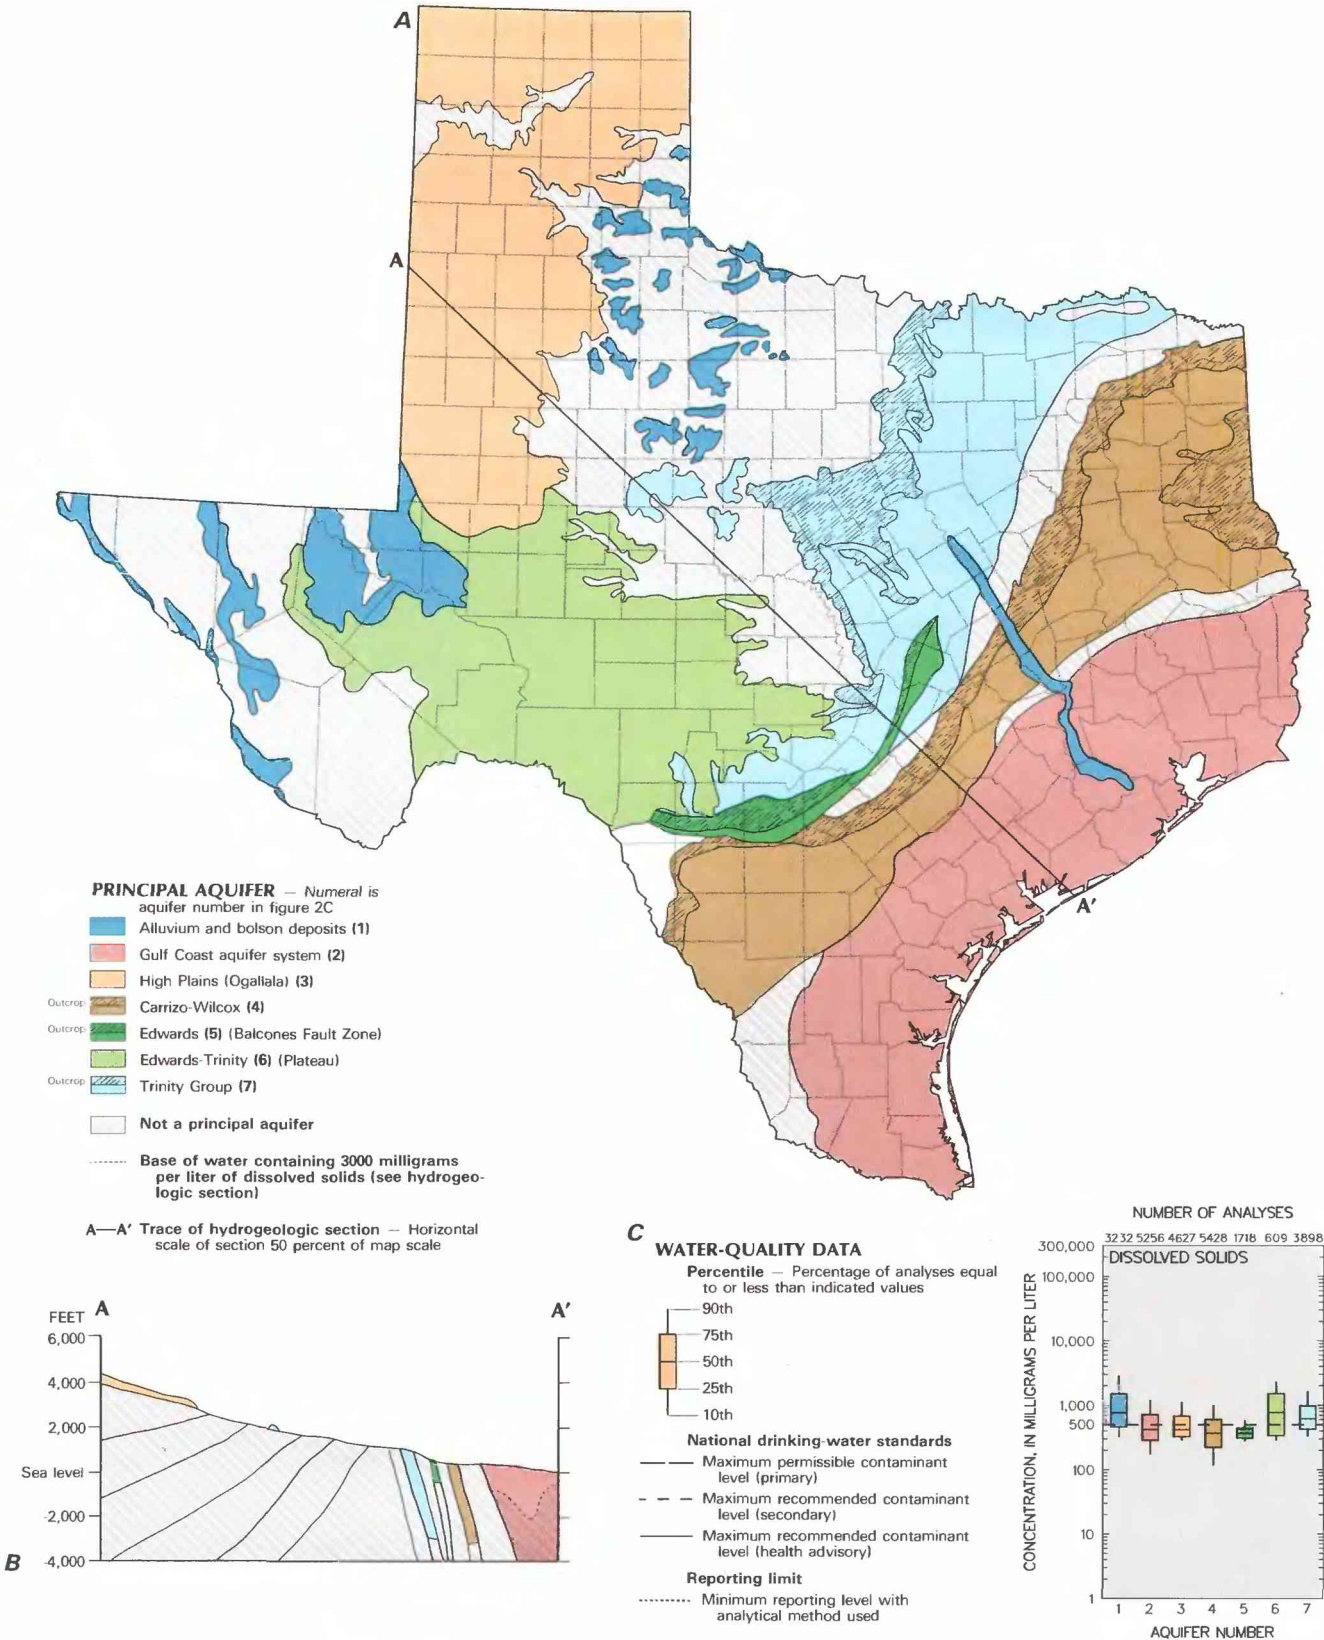 A
A
A'
PRINCIPAL AQUIFER — Numeral is
aquifer number in figure 2C
Alluvium and bolson deposits (1)
Gulf Coast aquifer system (2)
High Plains (Ogallala) (3)
Outcrop Carrizo-Wilcox (4)
Outcrop Edwards (5) (Balcones Fault Zone)
Edwards-Trinity (6) (Plateau)
Outcrop Trinity Group (7)
Not a principal aquifer
Base of water containing 3000 milligrams
per liter of dissolved solids (see hydrogeo-
logic section)
A—A' Trace of hydrogeologic section — Horizontal
scale of section 50 percent of map scale
FEET A A'
6,000
4,000
2,000
Sea level
-2,000
-4,000
B
C
WATER-QUALITY DATA
Percentile — Percentage of analyses equal
to or less than indicated values
90th
75th
50th
25th
10th
National drinking-water standards
Maximum permissible contaminant
level (primary)
Maximum recommended contaminant
level (secondary)
Maximum recommended contaminant
level (health advisory)
Reporting limit
Minimum reporting level with
analytical method used
NUMBER OF ANALYSES
3232 5256 4627 5428 1718 609 3898
DISSOLVED SOLIDS
CONCENTRATION, IN MILLIGRAMS PER LITER
300,000
100,000
10,000
1,000
500
100
10
1
1 2 3 4 5 6 7
AQUIFER NUMBER